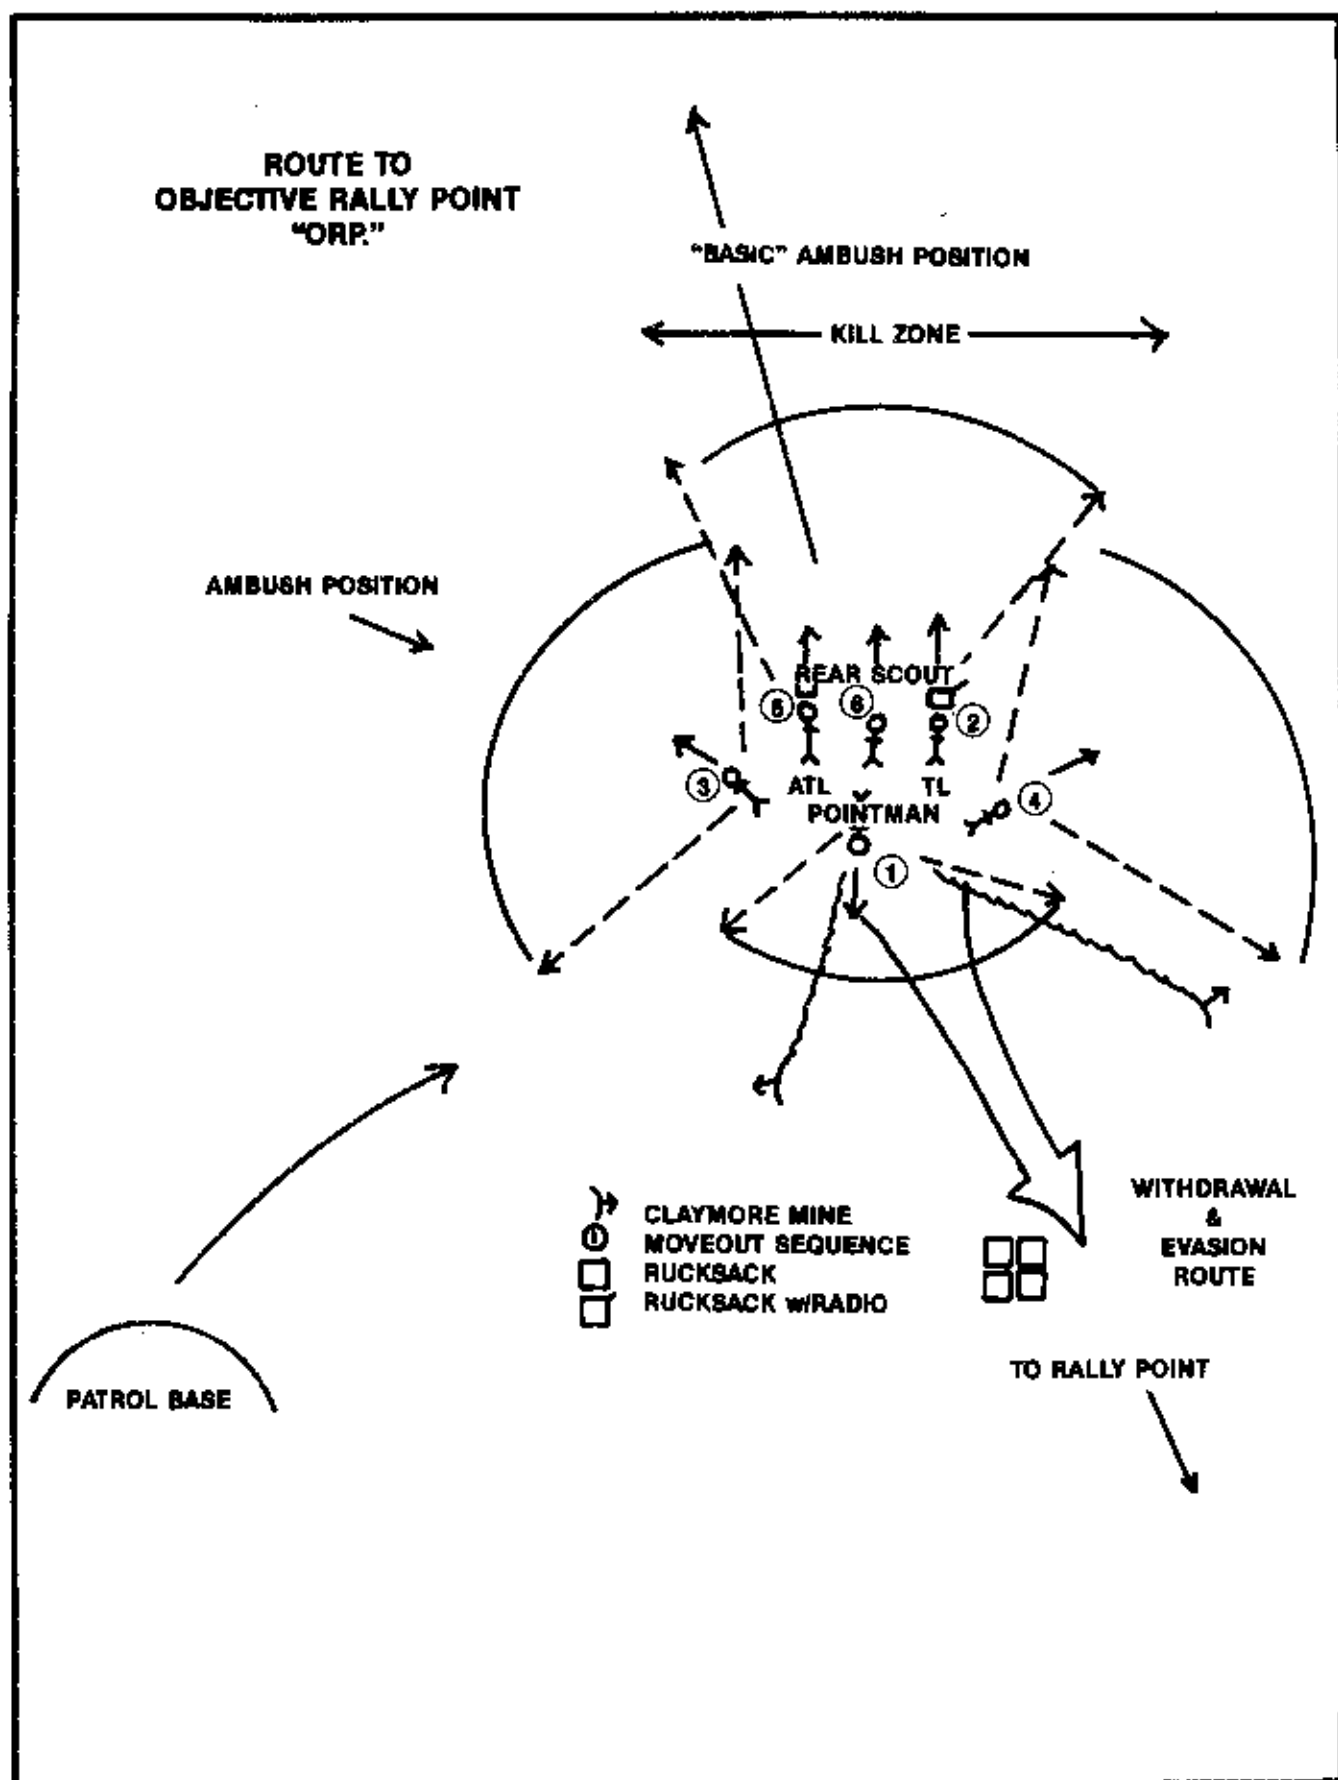 ROUTE TO
OBJECTIVE RALLY POINT
"ORP."
"BASIC" AMBUSH POSITION
KILL ZONE
AMBUSH POSITION
REAR SCOUT
5
6
2
3
ATL
TL
4
POINTMAN
1
CLAYMORE MINE
MOVEOUT SEQUENCE
RUCKSACK
RUCKSACK w/RADIO
WITHDRAWAL
&
EVASION
ROUTE
PATROL BASE
TO RALLY POINT